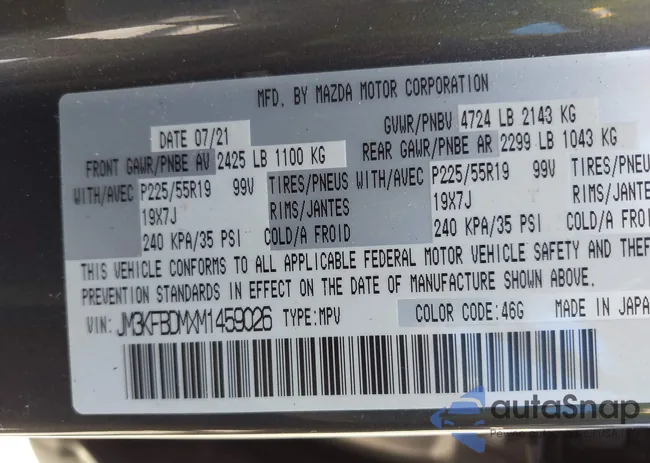 MFD. BY MAZDA MOTOR CORPORATION
DATE 07/21
GVWR/PNBV 4724 LB 2143 KG
FRONT GAWR/PNBE AV 2425 LB 1100 KG
REAR GAWR/PNBE AR 2299 LB 1043 KG
WITH/AVEC P225/55R19 99V TIRES/PNEUS WITH/AVEC P225/55R19 99V TIRES/PN
19X7J RIMS/JANTES 19X7J RIMS/JAN
240 KPA/35 PSI COLD/A FROID 240 KPA/35 PSI COLD/A FRO
THIS VEHICLE CONFORMS TO ALL APPLICABLE FEDERAL MOTOR VEHICLE SAFETY AND THEF
PREVENTION STANDARDS IN EFFECT ON THE DATE OF MANUFACTURE SHOWN ABOVE.
VIN: JM3KFBDMXM1459026 TYPE:MPV COLOR CODE:46G MADE IN JAPA
autaSnap